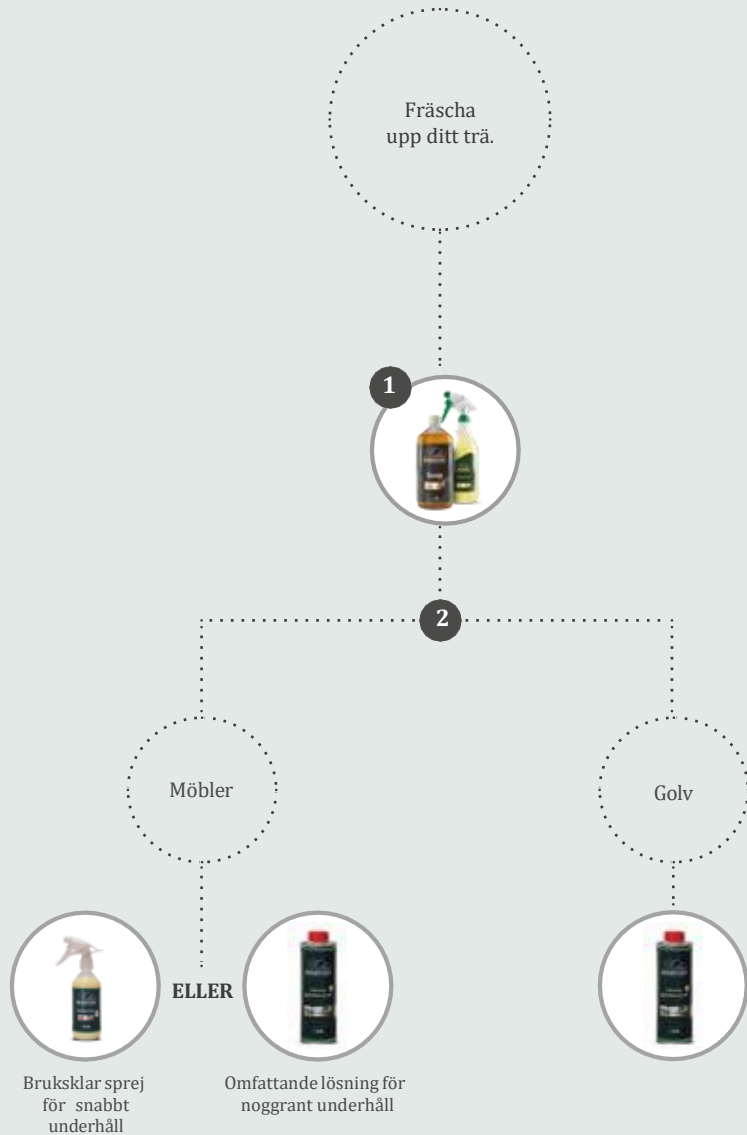 Fräscha
upp ditt trä.
1
2
Möbler
Golv
ELLER
Bruksklar sprej
för snabbt
underhåll
Omfattande lösning för
noggrant underhåll